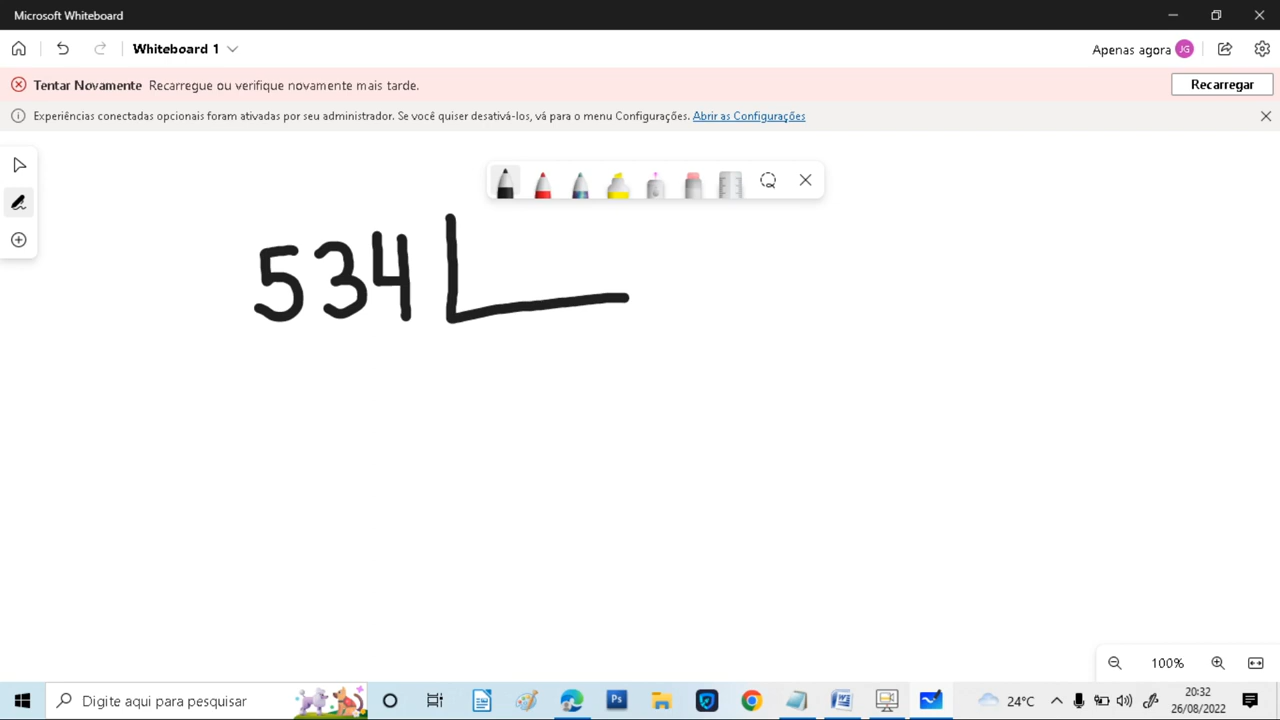 Microsoft Whiteboard
Whiteboard 1
Apenas agora JG
Tentar Novamente Recarregue ou verifique novamente mais tarde.
Recarregar
Experiências conectadas opcionais foram ativadas por seu administrador. Se você quiser desativá-los, vá para o menu Configurações. Abrir as Configurações
534
100%
Digite aqui para pesquisar
Ps
W
24°C
20:32
26/08/2022